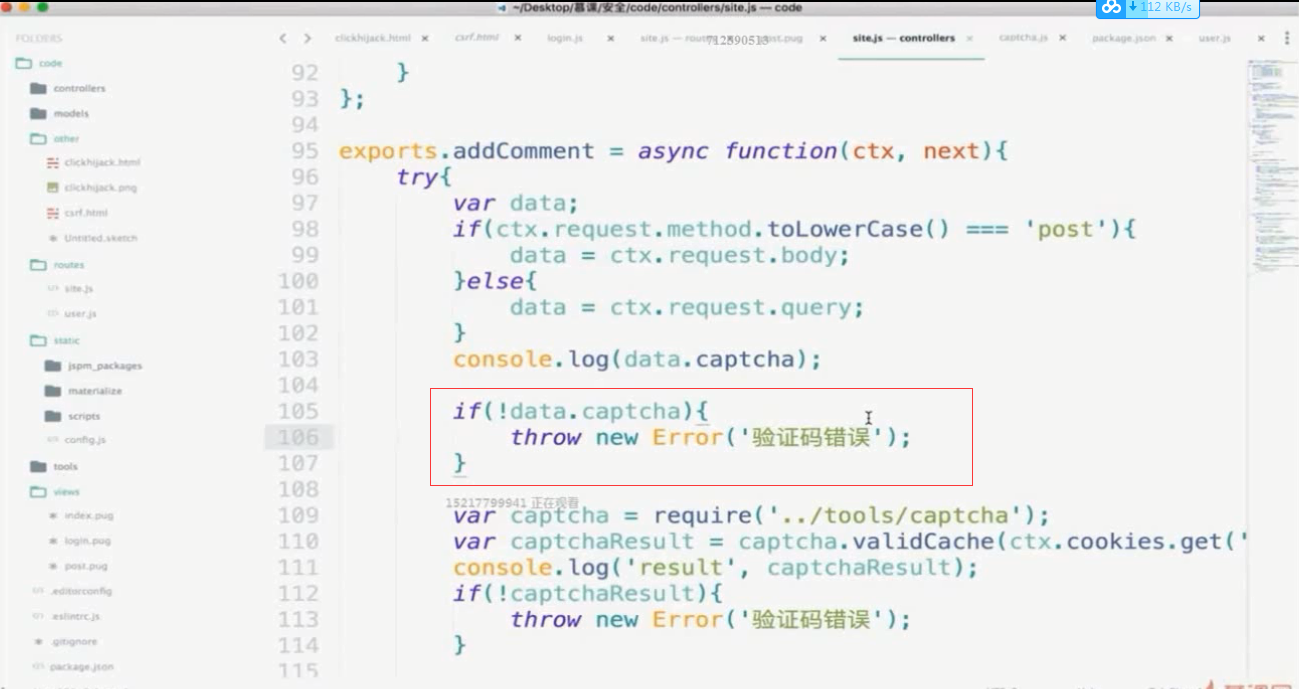 ~/Desktop/慕课/安全/code/controllers/site.js — code
112 KB/s
FOLDERS
code
controllers
models
other
clickhijack.html
clickhijack.png
csrf.html
Untitled.sketch
routes
site.js
user.js
static
jspm_packages
materialize
scripts
config.js
tools
views
index.pug
login.pug
post.pug
.editorconfig
.eslintrc.js
.gitignore
package.json
clickhijack.html × csrf.html × login.js × site.js — × site.js — controllers × captcha.js × package.json × user.js ×
92 }
93 };
94
95 exports.addComment = async function(ctx, next){
96 try{
97 var data;
98 if(ctx.request.method.toLowerCase() === 'post'){
99 data = ctx.request.body;
100 }else{
101 data = ctx.request.query;
102 }
103 console.log(data.captcha);
104
105 if(!data.captcha){
106 throw new Error('验证码错误');
107 }
108
15217799941 正在观看
109 var captcha = require('../tools/captcha');
110 var captchaResult = captcha.validCache(ctx.cookies.get('
111 console.log('result', captchaResult);
112 if(!captchaResult){
113 throw new Error('验证码错误');
114 }
115